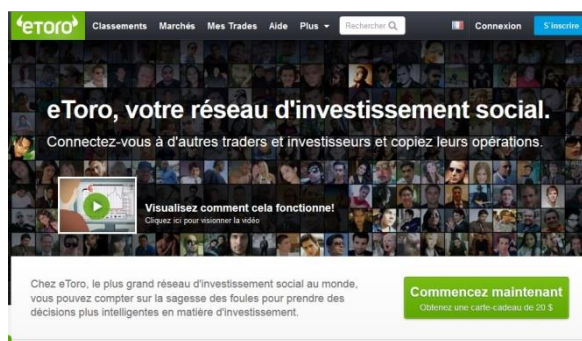 eToro Classements Marchés Mes Trades Aide Plus Rechercher Connexion S'inscrire
eToro, votre réseau d'investissement social.
Connectez-vous à d'autres traders et investisseurs et copiez leurs opérations.
Visualisez comment cela fonctionne!
Cliquez ici pour visionner la vidéo
Chez eToro, le plus grand réseau d'investissement social au monde,
vous pouvez compter sur la sagesse des foules pour prendre des
décisions plus intelligentes en matière d'investissement.
Commencez maintenant
Obtenez une carte-cadeau de 20 $